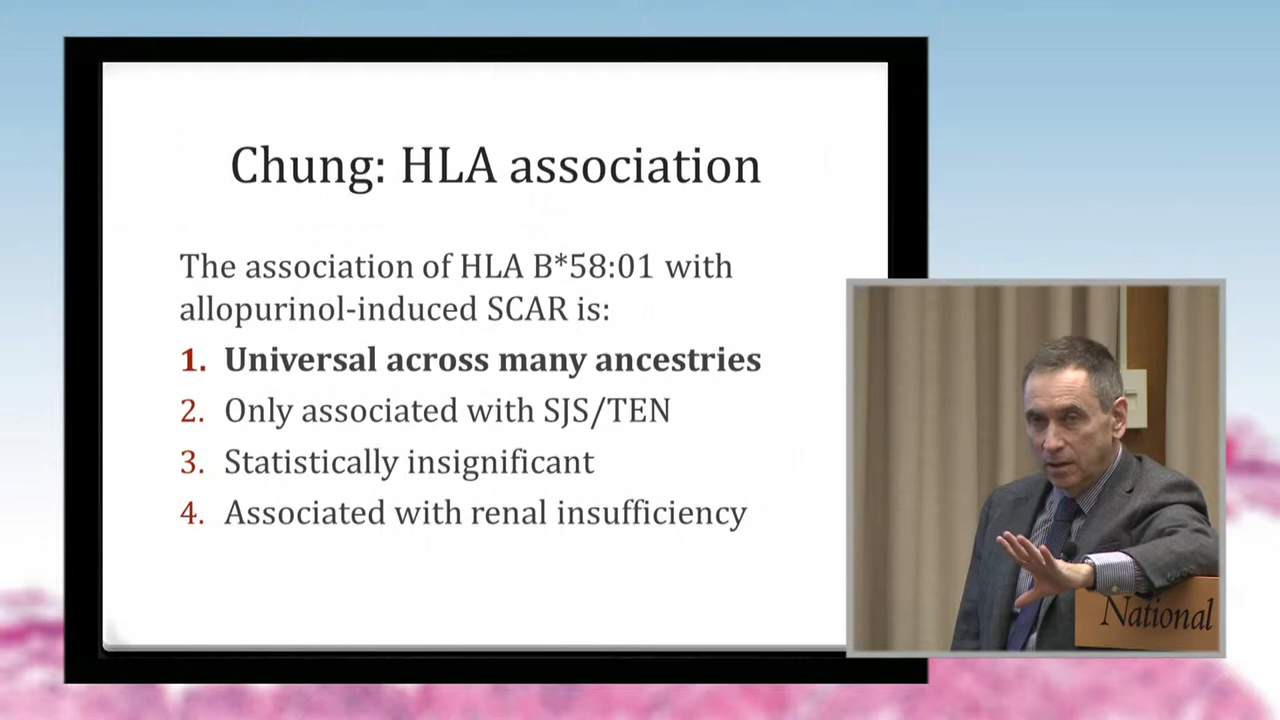 Chung: HLA association
The association of HLA B*58:01 with
allopurinol-induced SCAR is:
1. Universal across many ancestries
2. Only associated with SJS/TEN
3. Statistically insignificant
4. Associated with renal insufficiency
National